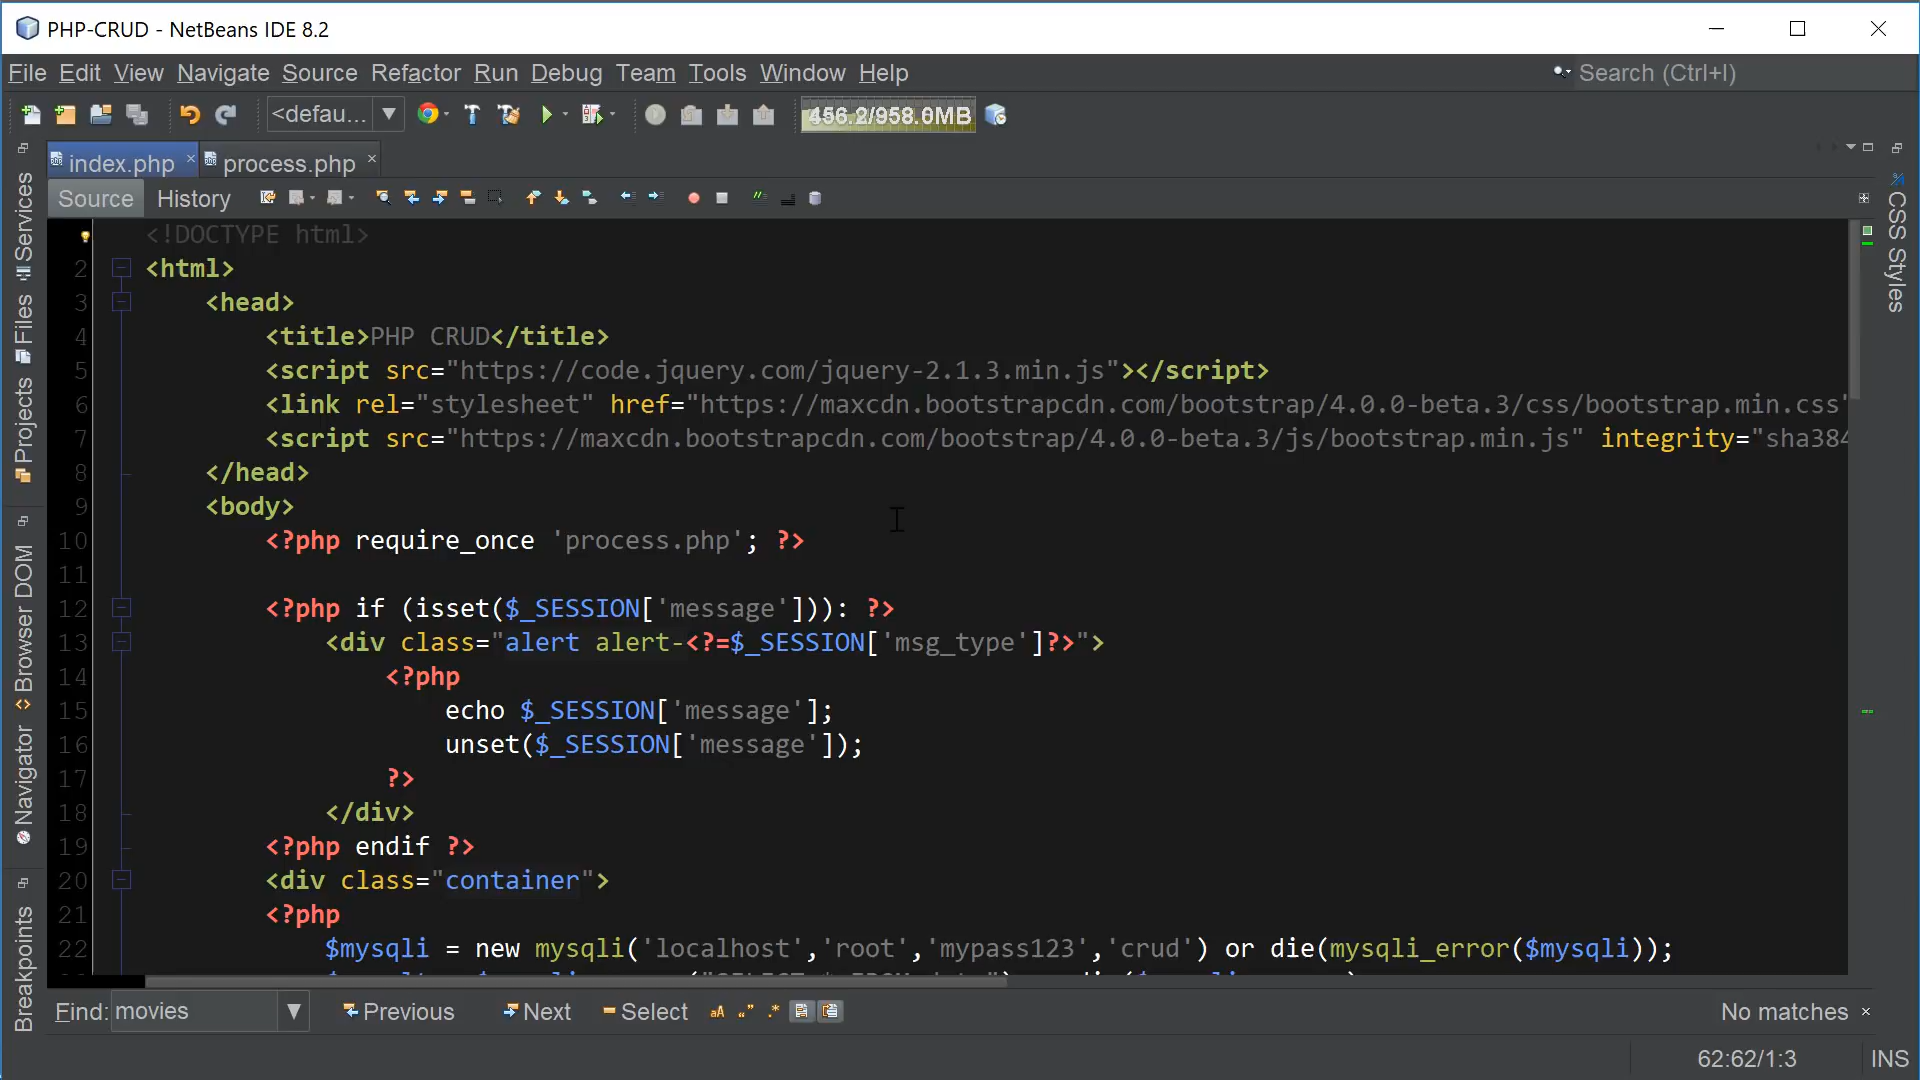 PHP-CRUD - NetBeans IDE 8.2
File Edit View Navigate Source Refactor Run Debug Team Tools Window Help
Search (Ctrl+I)
<defau...
456.2/958.0MB
index.php
process.php
Source History
Services
Files
Projects
Browser DOM
Navigator
Breakpoints
CSS Styles
<!DOCTYPE html>
2 <html>
3 <head>
4 <title>PHP CRUD</title>
5 <script src="https://code.jquery.com/jquery-2.1.3.min.js"></script>
6 <link rel="stylesheet" href="https://maxcdn.bootstrapcdn.com/bootstrap/4.0.0-beta.3/css/bootstrap.min.css"
7 <script src="https://maxcdn.bootstrapcdn.com/bootstrap/4.0.0-beta.3/js/bootstrap.min.js" integrity="sha384
8 </head>
9 <body>
10 <?php require_once 'process.php'; ?>
11
12 <?php if (isset($_SESSION['message'])): ?>
13 <div class="alert alert-<?=$_SESSION['msg_type']?>">
14 <?php
15 echo $_SESSION['message'];
16 unset($_SESSION['message']);
17 ?>
18 </div>
19 <?php endif ?>
20 <div class="container">
21 <?php
22 $mysqli = new mysqli('localhost','root','mypass123','crud') or die(mysqli_error($mysqli));
Find: movies
Previous
Next
Select
No matches
62:62/1:3
INS